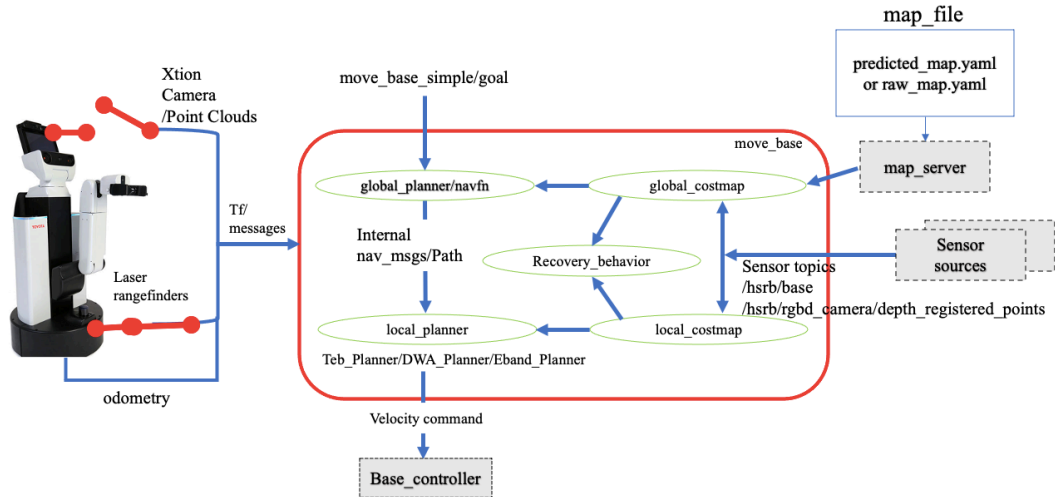 map_file
predicted_map.yaml
or raw_map.yaml
Xtion
Camera
/Point Clouds
move_base_simple/goal
move_base
map_server
global_planner/navfn
global_costmap
Tf/
messages
Internal
nav_msgs/Path
Recovery_behavior
Sensor
sources
Sensor topics
/hsrb/base
/hsrb/rgbd_camera/depth_registered_points
Laser
rangefinders
local_planner
local_costmap
Teb_Planner/DWA_Planner/Eband_Planner
odometry
Velocity command
Base_controller
TOYOTA